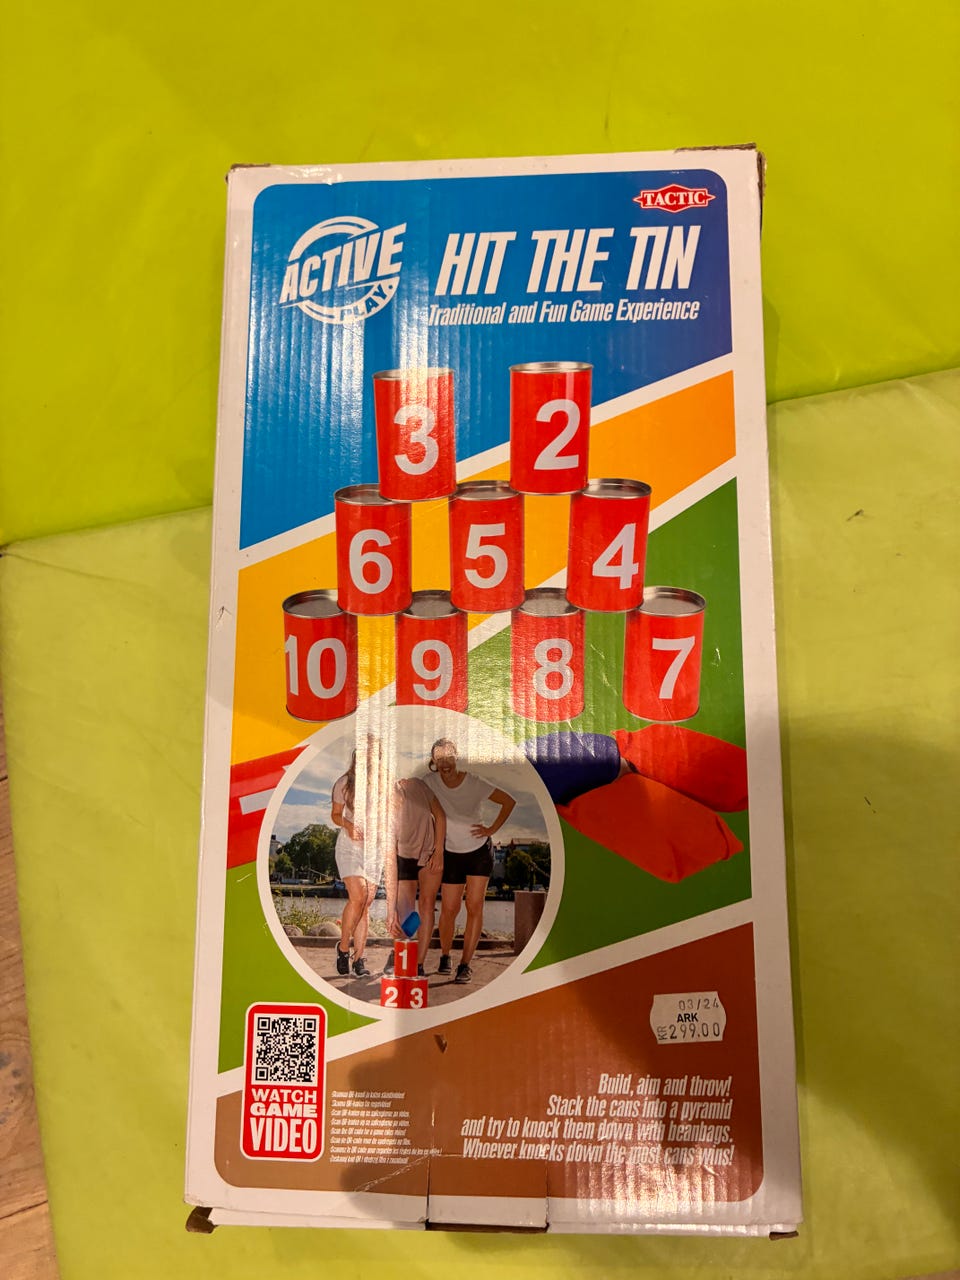 TACTIC
ACTIVE
PLAY.
HIT THE TIN
Traditional and Fun Game Experience
3 2
6 5 4
10 9 8 7
1
2 3
03/24
ARK
KR 299.00
WATCH
GAME
VIDEO
Build, aim and throw!
Stack the cans into a pyramid
and try to knock them down with beanbags.
Whoever knocks down the most cans wins!